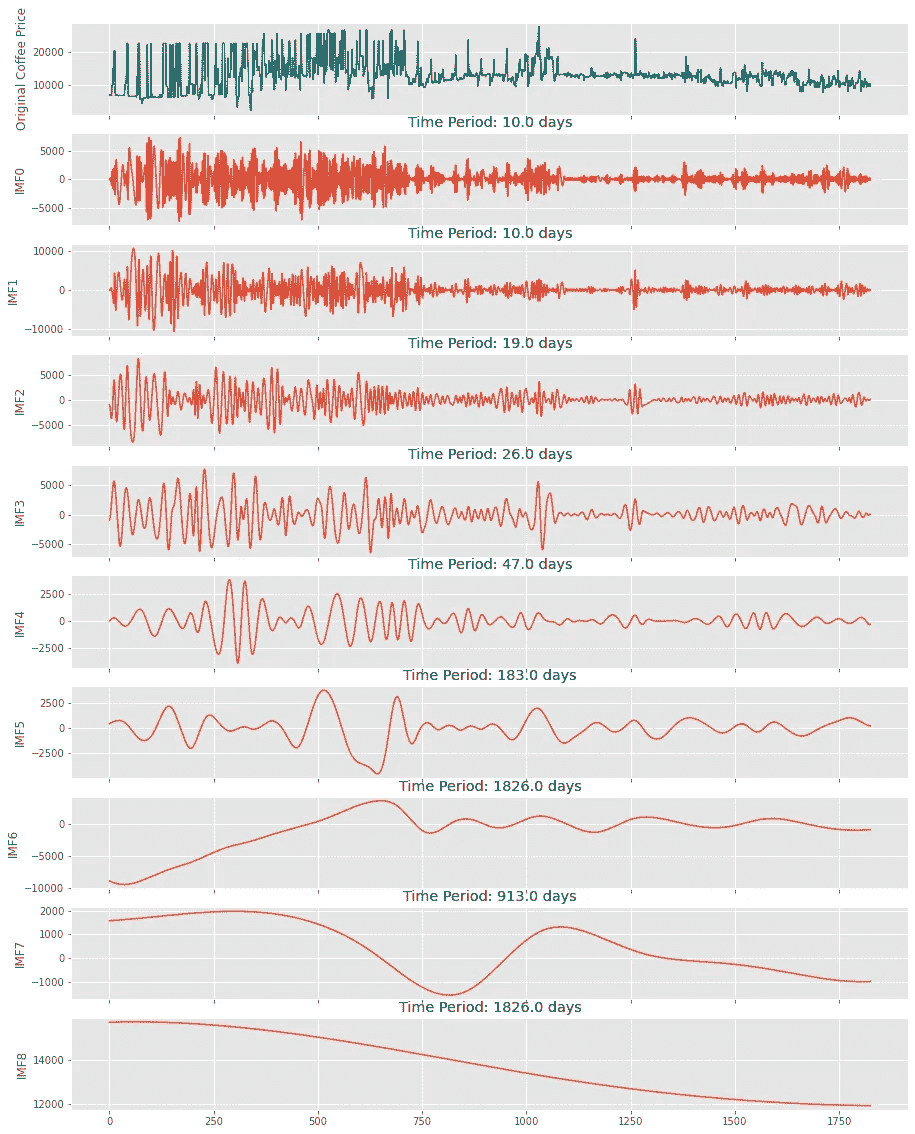 Original Coffee Price
20000
10000
Time Period: 10.0 days
IMF0
5000
0
−5000
Time Period: 10.0 days
IMF1
10000
0
−10000
Time Period: 19.0 days
IMF2
5000
0
−5000
Time Period: 26.0 days
IMF3
5000
0
−5000
Time Period: 47.0 days
IMF4
2500
0
−2500
Time Period: 183.0 days
IMF5
2500
0
−2500
Time Period: 1826.0 days
IMF6
0
−5000
−10000
Time Period: 913.0 days
IMF7
2000
1000
0
−1000
Time Period: 1826.0 days
IMF8
14000
12000
0 250 500 750 1000 1250 1500 1750